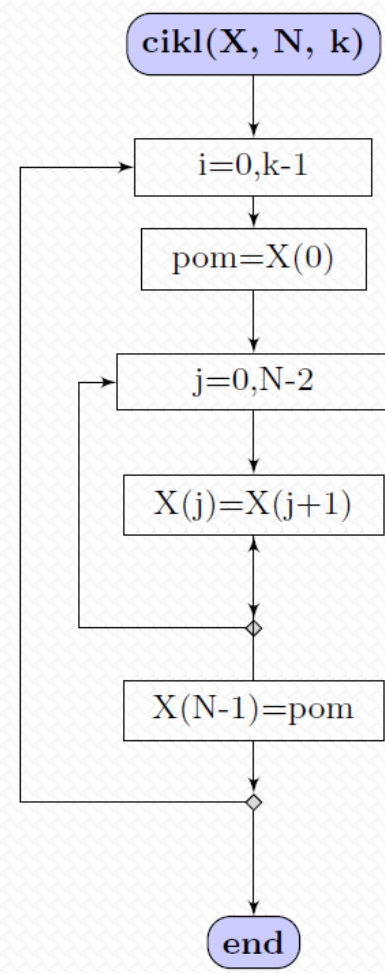 cikl(X, N, k)
i=0,k-1
pom=X(0)
j=0,N-2
X(j)=X(j+1)
X(N-1)=pom
end